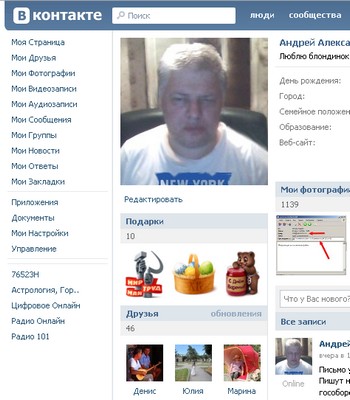 В контакте
Поиск
люди
сообщества
Моя Страница
Мои Друзья
Мои Фотографии
Мои Видеозаписи
Мои Аудиозаписи
Мои Сообщения
Мои Группы
Мои Новости
Мои Ответы
Мои Закладки
Приложения
Документы
Мои Настройки
Управление
76523Н
Астрология, Гор..
Цифровое Онлайн
Радио Онлайн
Радио 101
NEW YORK
Редактировать
Подарки
10
МИР
ТРУД
МАЙ
Друзья
обновления
46
Денис
Юлия
Марина
Андрей Алекса
Люблю блондинок
День рождения:
Город:
Семейное положен
Образование:
Веб-сайт:
Мои фотографи
1139
Что у Вас нового?
Все записи
Андрей
вчера в 1
Письмо у
Пишут н
гособоро
Online